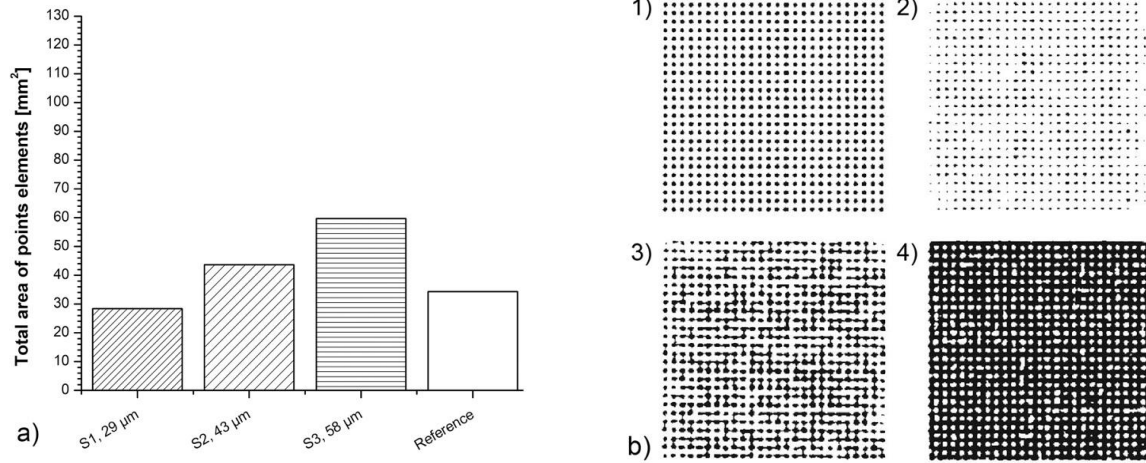 Total area of points elements [mm²]
130
120
110
100
90
80
70
60
50
40
30
20
10
0
S1, 29 µm
S2, 43 µm
S3, 58 µm
Reference
a)
1)
2)
3)
4)
b)